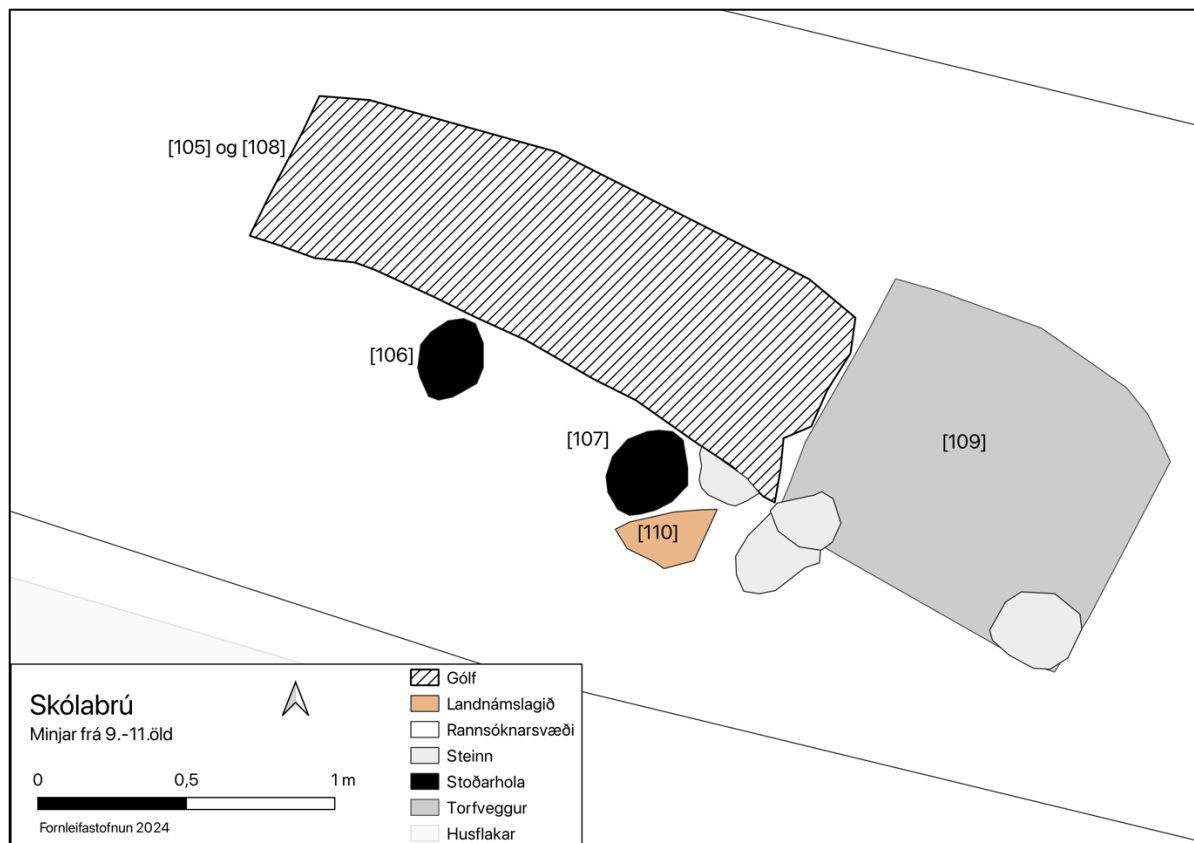 [105] og [108]
[106]
[107]
[109]
[110]
Skólabrú
Minjar frá 9.-11.öld
0 0,5 1 m
Fornleifastofnun 2024
Gólf
Landnámslagið
Rannsóknarsvæði
Steinn
Stoðarhola
Torfveggur
Husflakar